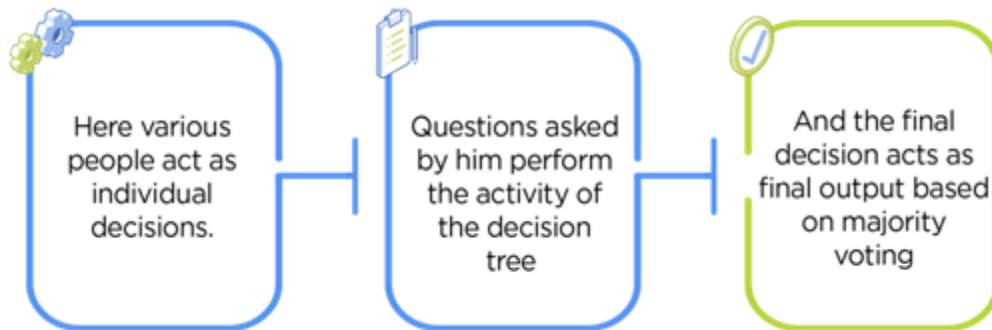 Here various
people act as
individual
decisions.
Questions asked
by him perform
the activity of
the decision
tree
And the final
decision acts as
final output based
on majority
voting